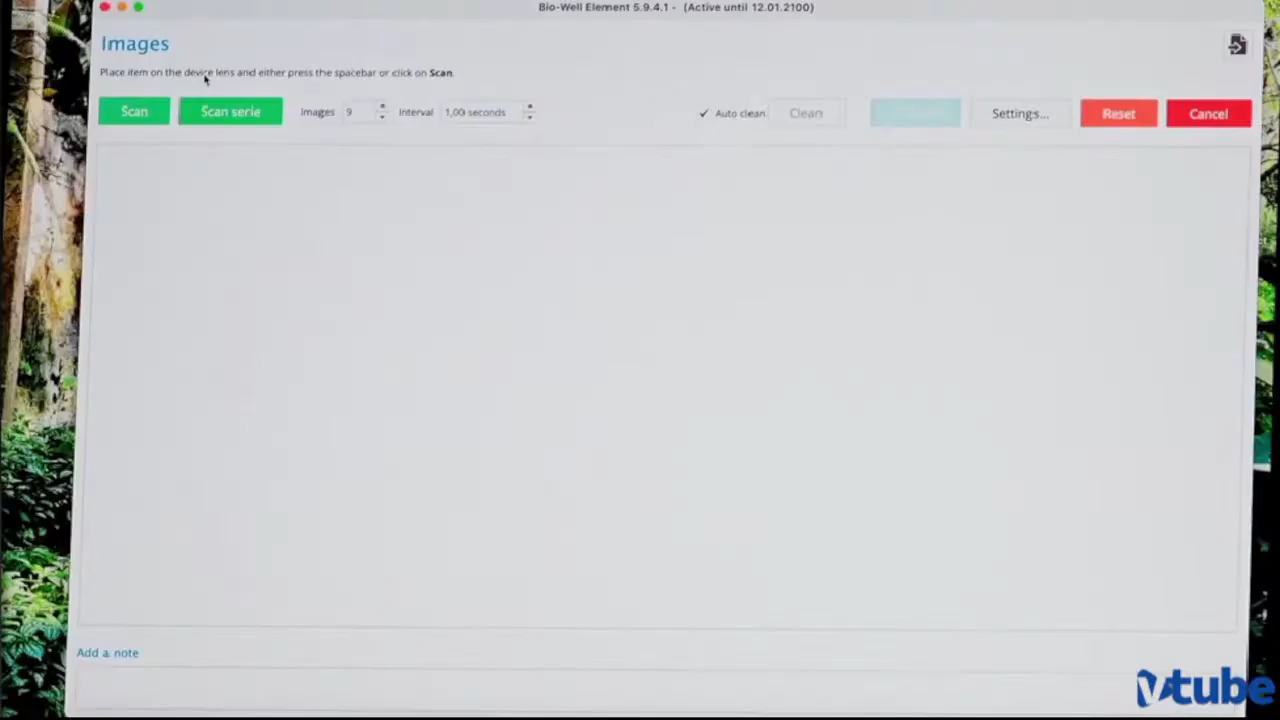 Bio-Well Element 5.9.4.1 - (Active until 12.01.2100)
Images
Place item on the device lens and either press the spacebar or click on Scan.
Scan Scan serie Images 9 Interval 1,00 seconds Auto clean Clean Settings... Reset Cancel
Add a note
Vtube